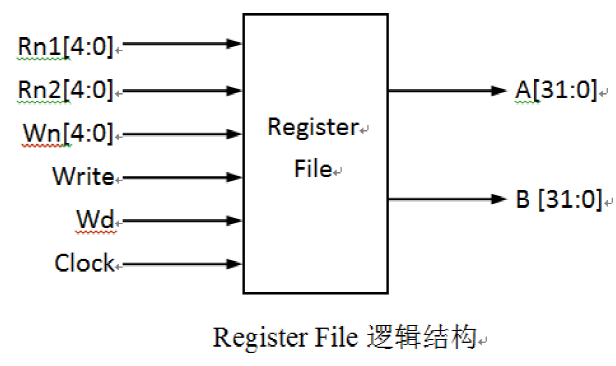 Rn1[4:0]
Rn2[4:0]
Wn[4:0]
Write
Wd
Clock
Register
File
A[31:0]
B [31:0]
Register File 逻辑结构